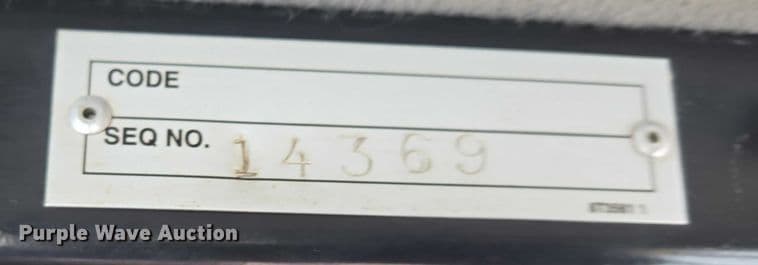 CODE
SEQ NO. 14369
Purple Wave Auction